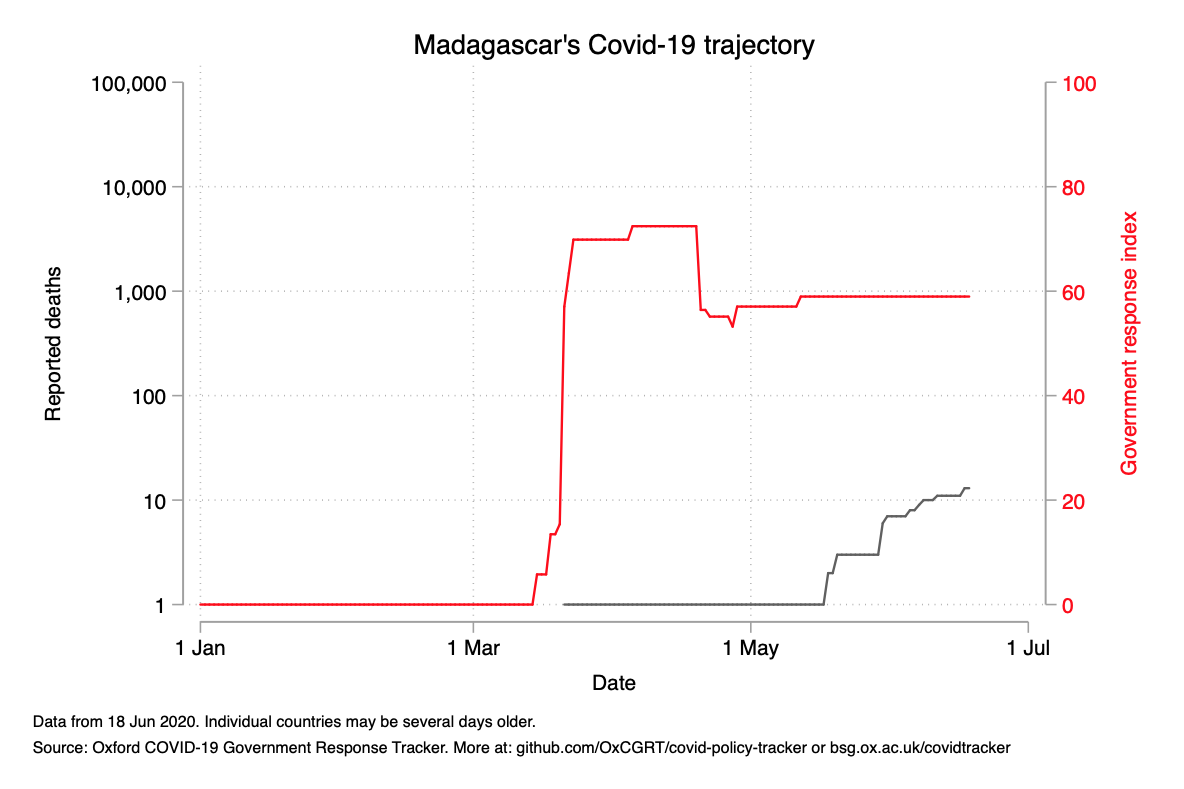 Madagascar's Covid-19 trajectory
100,000
10,000
1,000
100
10
1
Reported deaths
100
80
60
40
20
0
Government response index
1 Jan
1 Mar
1 May
1 Jul
Date
Data from 18 Jun 2020. Individual countries may be several days older.
Source: Oxford COVID-19 Government Response Tracker. More at: github.com/OxCGRT/covid-policy-tracker or bsg.ox.ac.uk/covidtracker